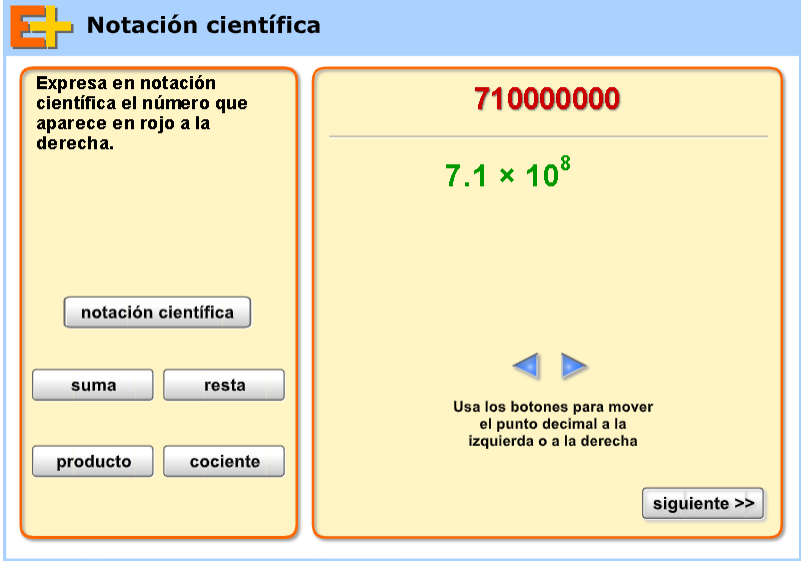 E+ Notación científica
Expresa en notación
científica el número que
aparece en rojo a la
derecha.
notación científica
suma
resta
producto
cociente
710000000
7.1 × 10⁸
Usa los botones para mover
el punto decimal a la
izquierda o a la derecha
siguiente >>